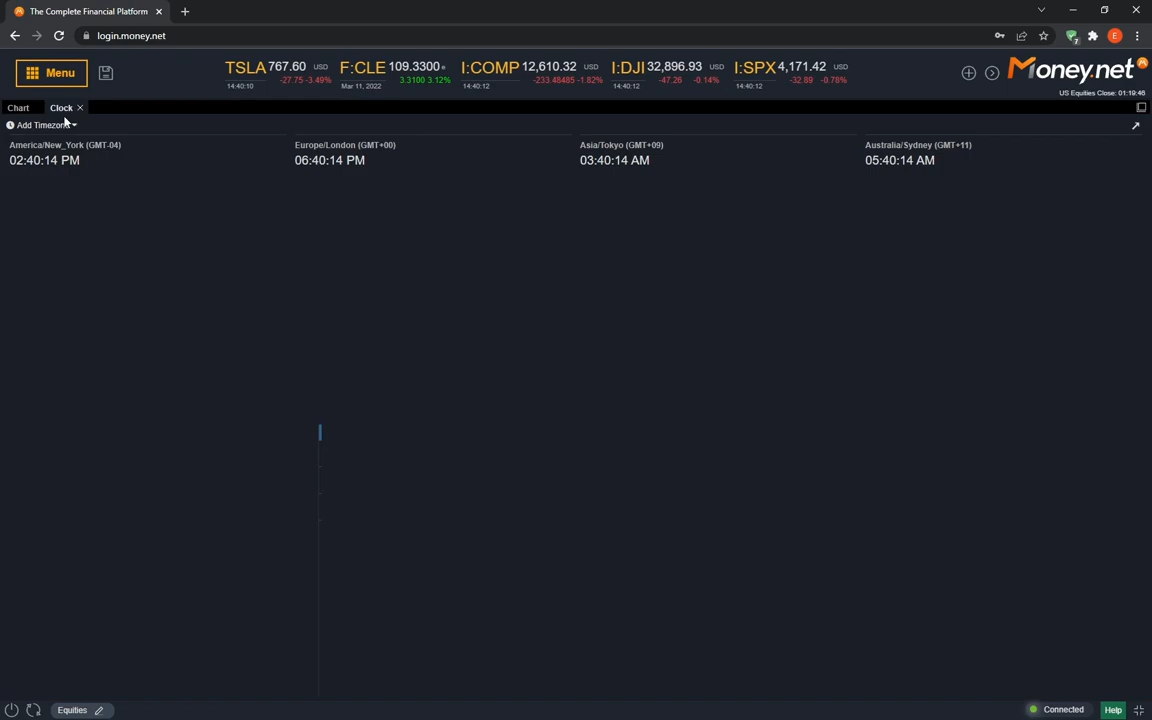 The Complete Financial Platform
login.money.net
7
E
Menu
TSLA 767.60 USD
-27.75 -3.49%
14:40:10
F:CLE 109.3300
3.3100 3.12%
Mar 11, 2022
I:COMP 12,610.32 USD
-233.48485 -1.82%
14:40:12
I:DJI 32,896.93 USD
-47.26 -0.14%
14:40:12
I:SPX 4,171.42 USD
-32.89 -0.78%
14:40:12
Money.net
US Equities Close: 01:19:46
Chart
Clock
Add Timezone
America/New_York (GMT-04)
02:40:14 PM
Europe/London (GMT+00)
06:40:14 PM
Asia/Tokyo (GMT+09)
03:40:14 AM
Australia/Sydney (GMT+11)
05:40:14 AM
Equities
Connected
Help